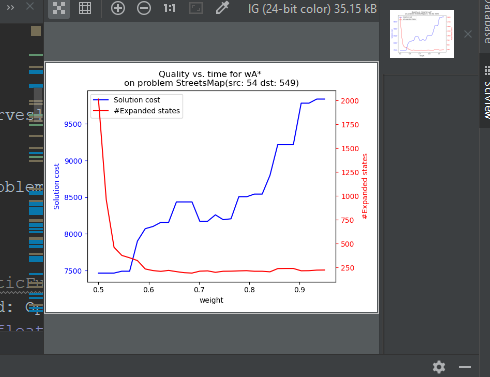 1:1
IG (24-bit color) 35.15 kB
Quality vs. time for wA*
on problem StreetsMap(src: 54 dst: 549)
Solution cost
#Expanded states
9500
9000
8500
8000
7500
Solution cost
2000
1750
1500
1250
1000
750
500
250
#Expanded states
0.5
0.6
0.7
0.8
0.9
weight